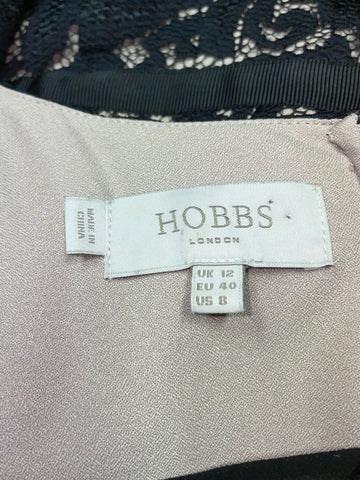 HOBBS
LONDON
MADE IN
CHINA
UK 12
EU 40
US 8